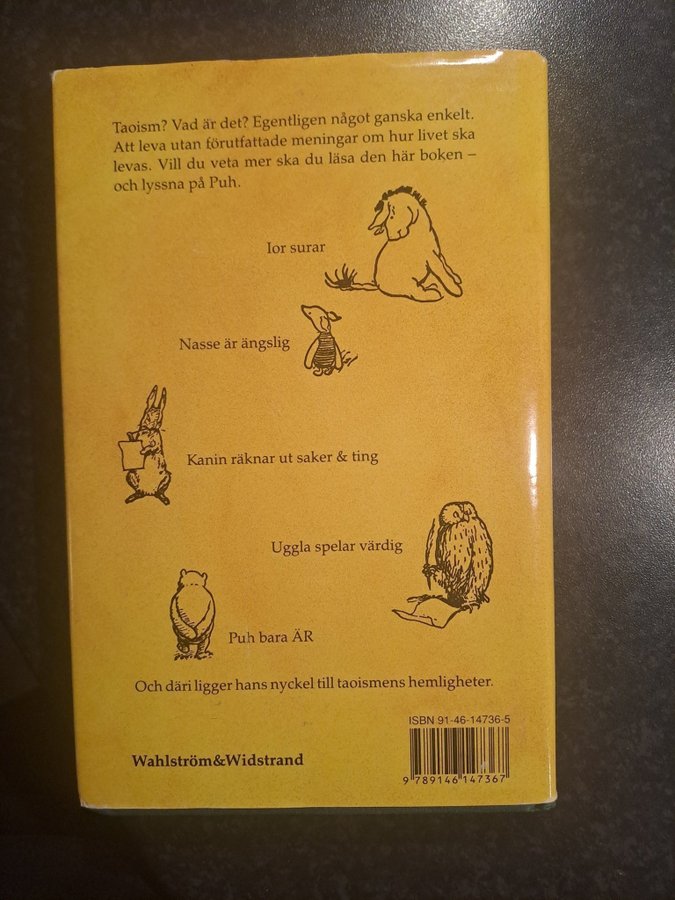 Taoism? Vad är det? Egentligen något ganska enkelt.
Att leva utan förutfattade meningar om hur livet ska
levas. Vill du veta mer ska du läsa den här boken –
och lyssna på Puh.
Ior surar
Nasse är ängslig
Kanin räknar ut saker & ting
Uggla spelar värdig
Puh bara ÄR
Och däri ligger hans nyckel till taoismens hemligheter.
ISBN 91-46-14736-5
Wahlström&Widstrand
9 789146 147367